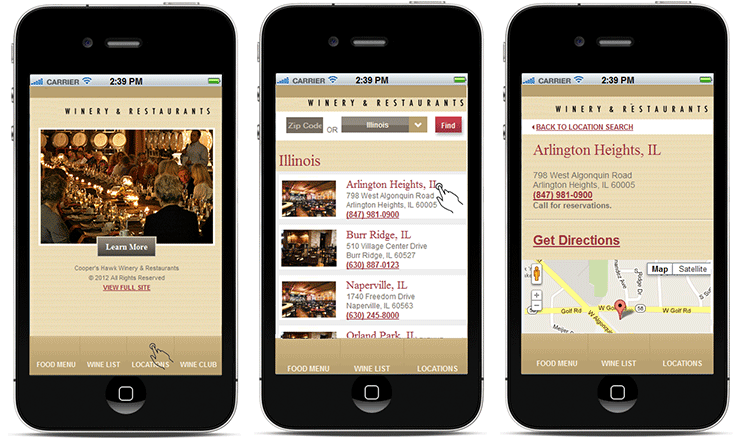 CARRIER 2:39 PM
WINERY & RESTAURANTS
Learn More
Cooper's Hawk Winery & Restaurants
© 2012 All Rights Reserved
VIEW FULL SITE
FOOD MENU WINE LIST LOCATIONS WINE CLUB
CARRIER 2:39 PM
WINERY & RESTAURANTS
Zip Code OR Illinois Find
Illinois
Arlington Heights, IL
798 West Algonquin Road
Arlington Heights, IL 60005
(847) 981-0900
Burr Ridge, IL
510 Village Center Drive
Burr Ridge, IL 60527
(630) 887-0123
Naperville, IL
1740 Freedom Drive
Naperville, IL 60563
(630) 245-8000
Orland Park, IL
FOOD MENU WINE LIST LOCATIONS
CARRIER 2:39 PM
WINERY & RESTAURANTS
BACK TO LOCATION SEARCH
Arlington Heights, IL
798 West Algonquin Road
Arlington Heights, IL 60005
(847) 981-0900
Call for reservations.
Get Directions
Map Satellite
Ridge Dr
58 Golf Rd W Go 58 W Golf Rd
W Algonq
Meijer
FOOD MENU WINE LIST LOCATIONS